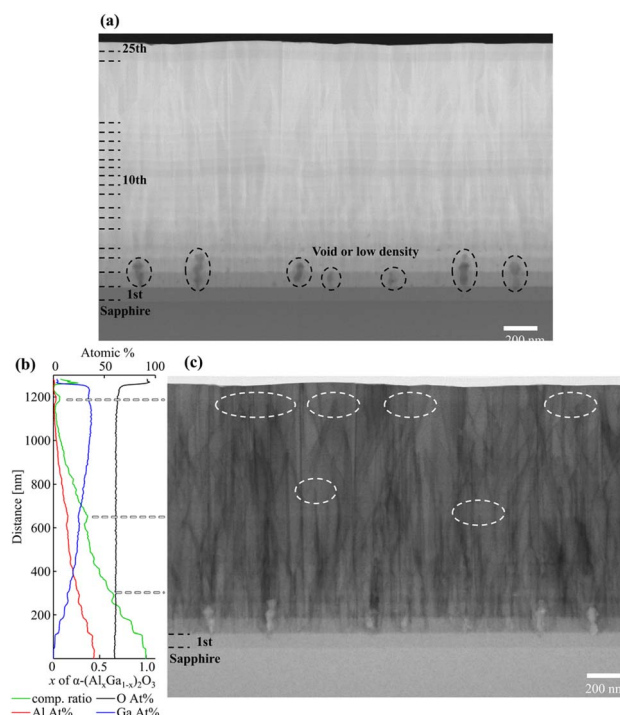 (a)
25th
10th
Void or low density
1st
Sapphire
200 nm
(b)
Atomic %
0 50 100
1200
1000
800
600
400
200
Distance [nm]
0 0.5 1.0
x of α-(AlxGa1-x)2O3
comp. ratio
O At%
Al At%
Ga At%
(c)
1st
Sapphire
200 nm